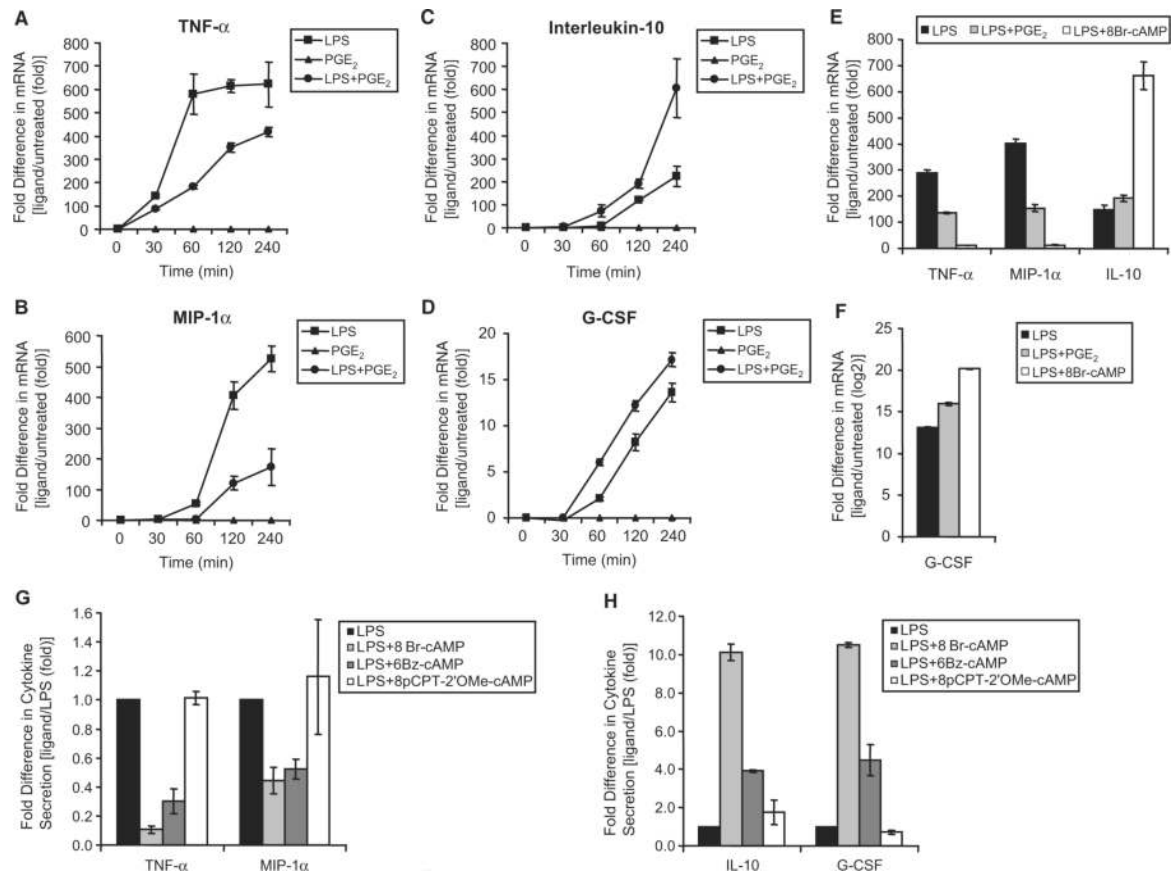 A
TNF-α
Fold Difference in mRNA
[ligand/untreated (fold)]
800
700
600
500
400
300
200
100
0
0 30 60 120 240
Time (min)
LPS
PGE2
LPS+PGE2
C
Interleukin-10
Fold Difference in mRNA
[ligand/untreated (fold)]
800
700
600
500
400
300
200
100
0
0 30 60 120 240
Time (min)
LPS
PGE2
LPS+PGE2
E
LPS LPS+PGE2 LPS+8Br-cAMP
Fold Difference in mRNA
[ligand/untreated (fold)]
800
700
600
500
400
300
200
100
0
TNF-α MIP-1α IL-10
B
MIP-1α
Fold Difference in mRNA
[ligand/untreated (fold)]
600
500
400
300
200
100
0
0 30 60 120 240
Time (min)
LPS
PGE2
LPS+PGE2
D
G-CSF
Fold Difference in mRNA
[ligand/untreated (fold)]
20
15
10
5
0
0 30 60 120 240
Time (min)
LPS
PGE2
LPS+PGE2
F
Fold Difference in mRNA
[ligand/untreated (log2)]
25
20
15
10
5
0
G-CSF
LPS
LPS+PGE2
LPS+8Br-cAMP
G
Fold Difference in Cytokine
Secretion [ligand/LPS (fold)]
1.6
1.4
1.2
1.0
0.8
0.6
0.4
0.2
0.0
TNF-α MIP-1α
LPS
LPS+8 Br-cAMP
LPS+6Bz-cAMP
LPS+8pCPT-2'OMe-cAMP
H
Fold Difference in Cytokine
Secretion [ligand/LPS (fold)]
12.0
10.0
8.0
6.0
4.0
2.0
0.0
IL-10 G-CSF
LPS
LPS+8 Br-cAMP
LPS+6Bz-cAMP
LPS+8pCPT-2'OMe-cAMP